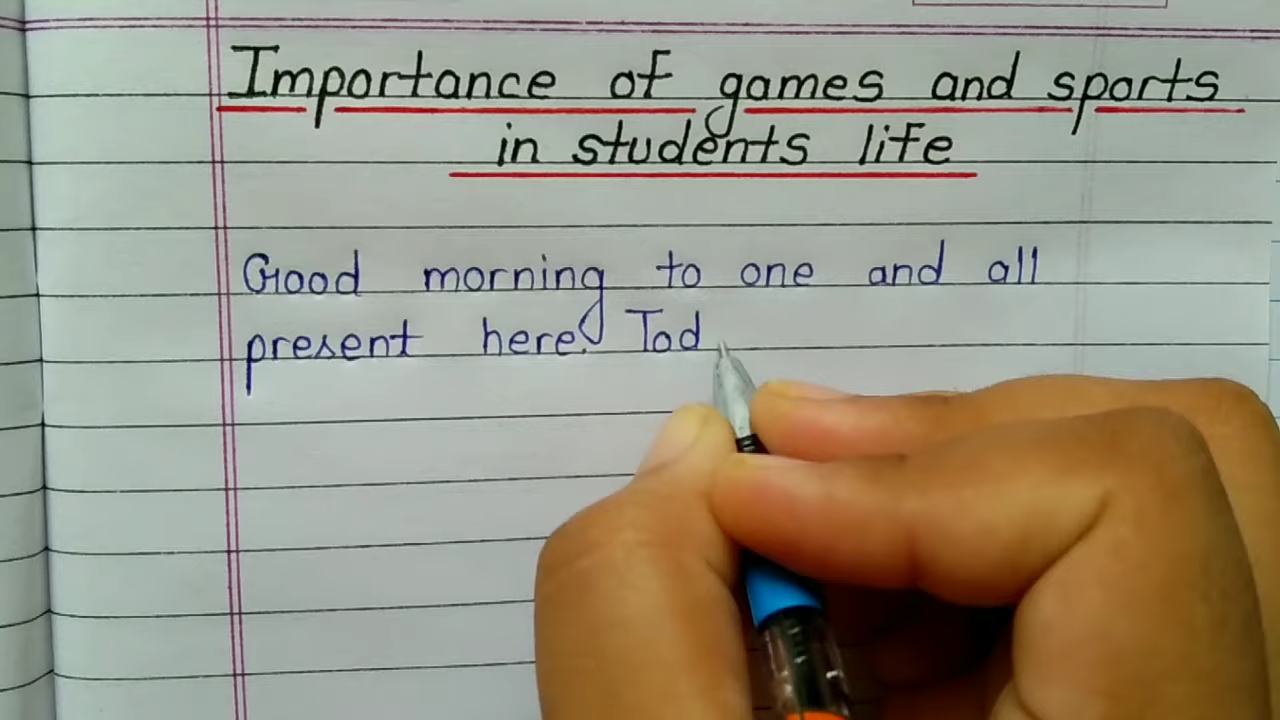 Importance of games and sports
in students life
Good morning to one and all
present here. Tod